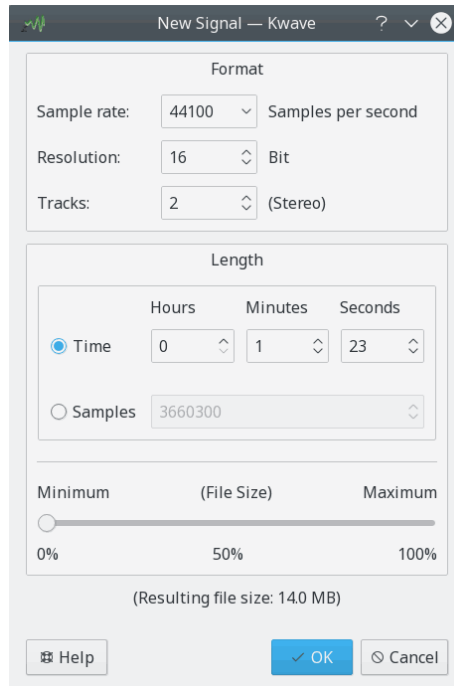 New Signal — Kwave
Format
Sample rate: 44100 Samples per second
Resolution: 16 Bit
Tracks: 2 (Stereo)
Length
Hours Minutes Seconds
Time 0 1 23
Samples 3660300
Minimum (File Size) Maximum
0% 50% 100%
(Resulting file size: 14.0 MB)
Help OK Cancel